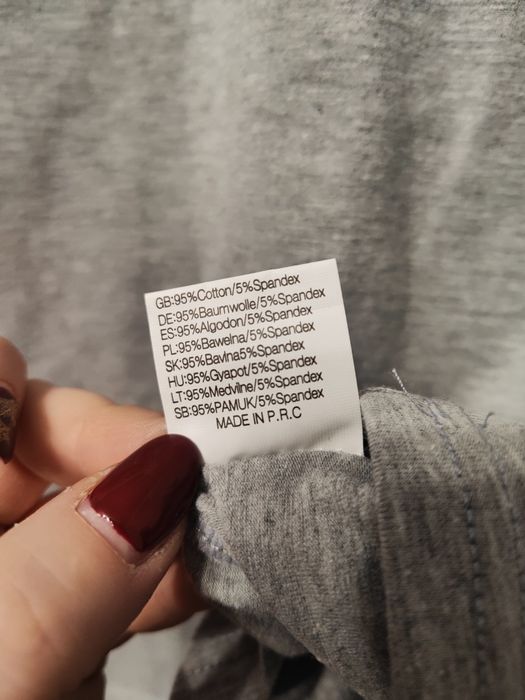 GB:95%Cotton/5%Spandex
DE:95%Baumwolle/5%Spandex
ES:95%Algodon/5%Spandex
PL:95%Bawelna/5%Spandex
SK:95%Bavlna5%Spandex
HU:95%Gyapot/5%Spandex
LT:95%Medvilne/5%Spandex
SB:95%PAMUK/5%Spandex
MADE IN P.R.C